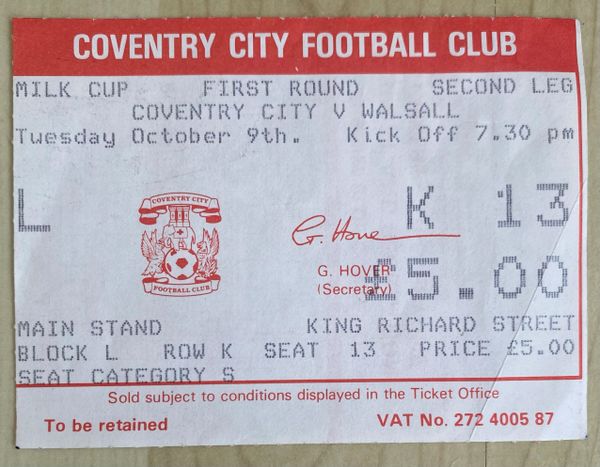 COVENTRY CITY FOOTBALL CLUB
MILK CUP FIRST ROUND SECOND LEG
COVENTRY CITY V WALSALL
Tuesday October 9th. Kick Off 7.30 pm
L K 13
COVENTRY CITY
FOOTBALL CLUB
G. Hover
G. HOVER £5.00
(Secretary)
MAIN STAND KING RICHARD STREET
BLOCK L ROW K SEAT 13 PRICE £5.00
SEAT CATEGORY S
Sold subject to conditions displayed in the Ticket Office
To be retained VAT No. 272 4005 87